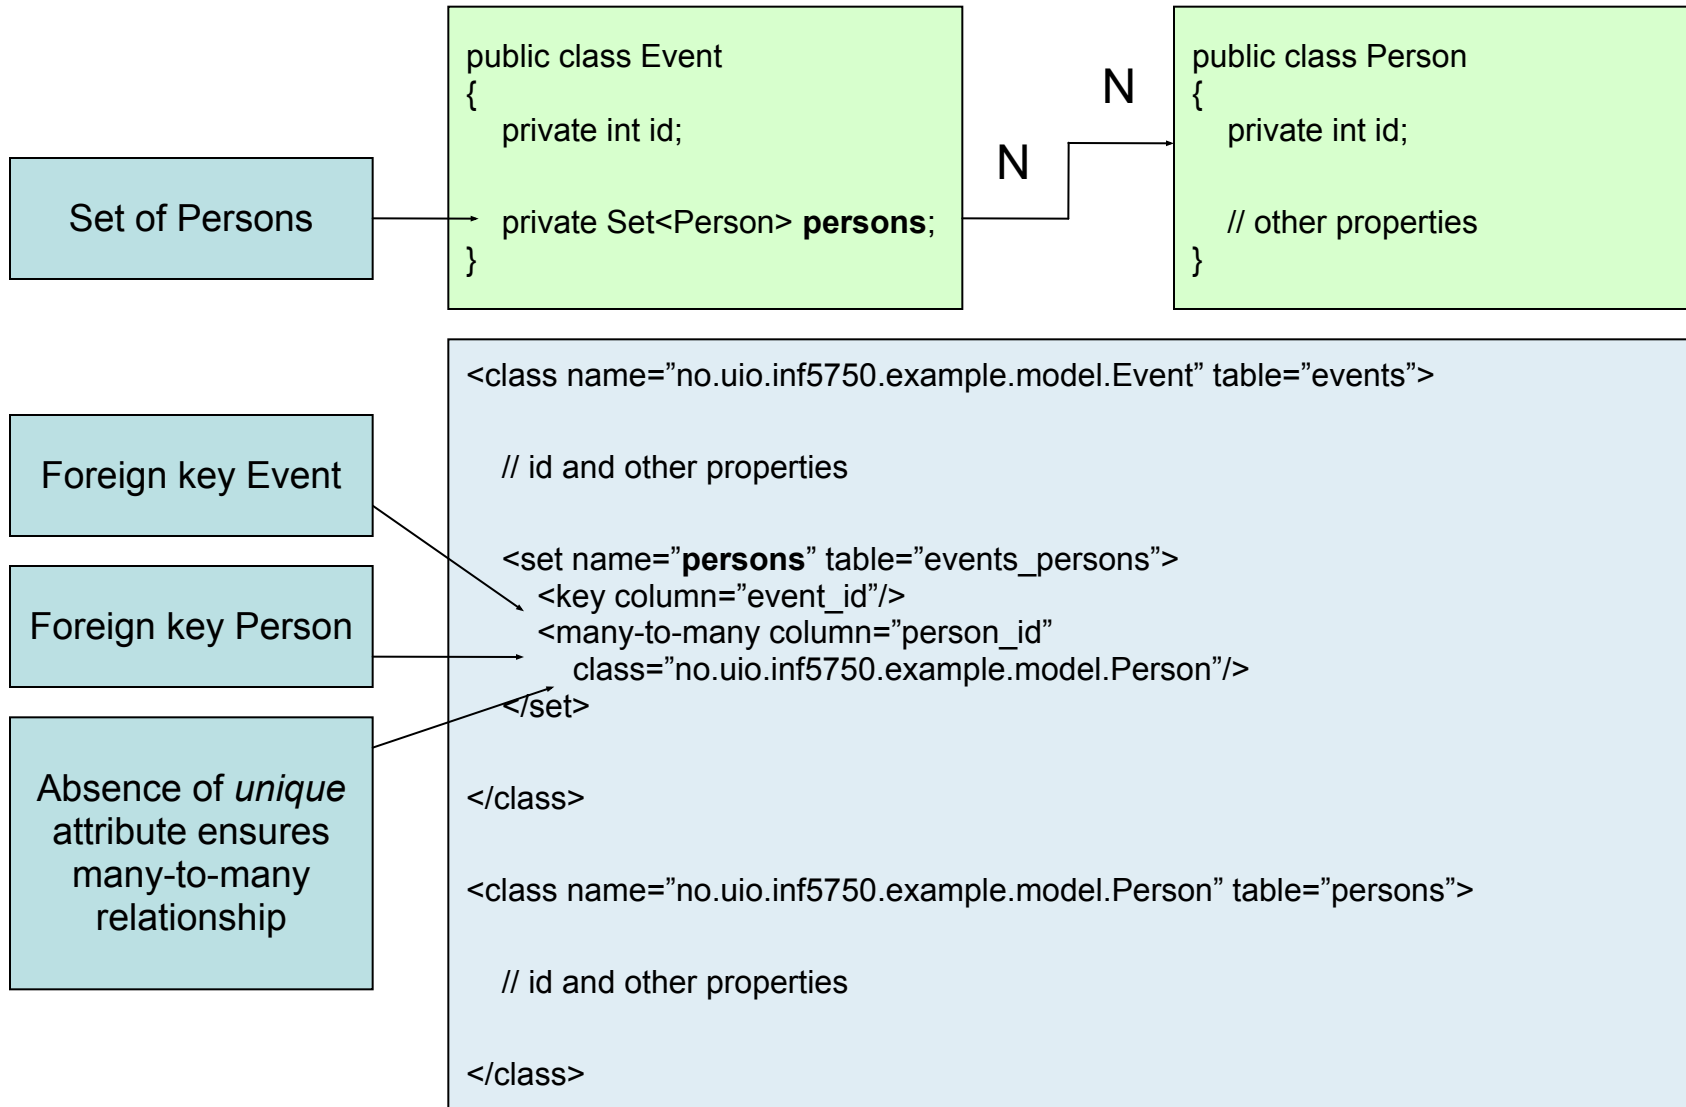 public class Event
{
private int id;
private Set<Person> persons;
}
N
N
public class Person
{
private int id;
// other properties
}
Set of Persons
Foreign key Event
Foreign key Person
Absence of unique
attribute ensures
many-to-many
relationship
<class name=”no.uio.inf5750.example.model.Event” table=”events”>
// id and other properties
<set name=”persons” table=”events_persons”>
<key column=”event_id”/>
<many-to-many column=”person_id”
class=”no.uio.inf5750.example.model.Person”/>
</set>
</class>
<class name=”no.uio.inf5750.example.model.Person” table=”persons”>
// id and other properties
</class>